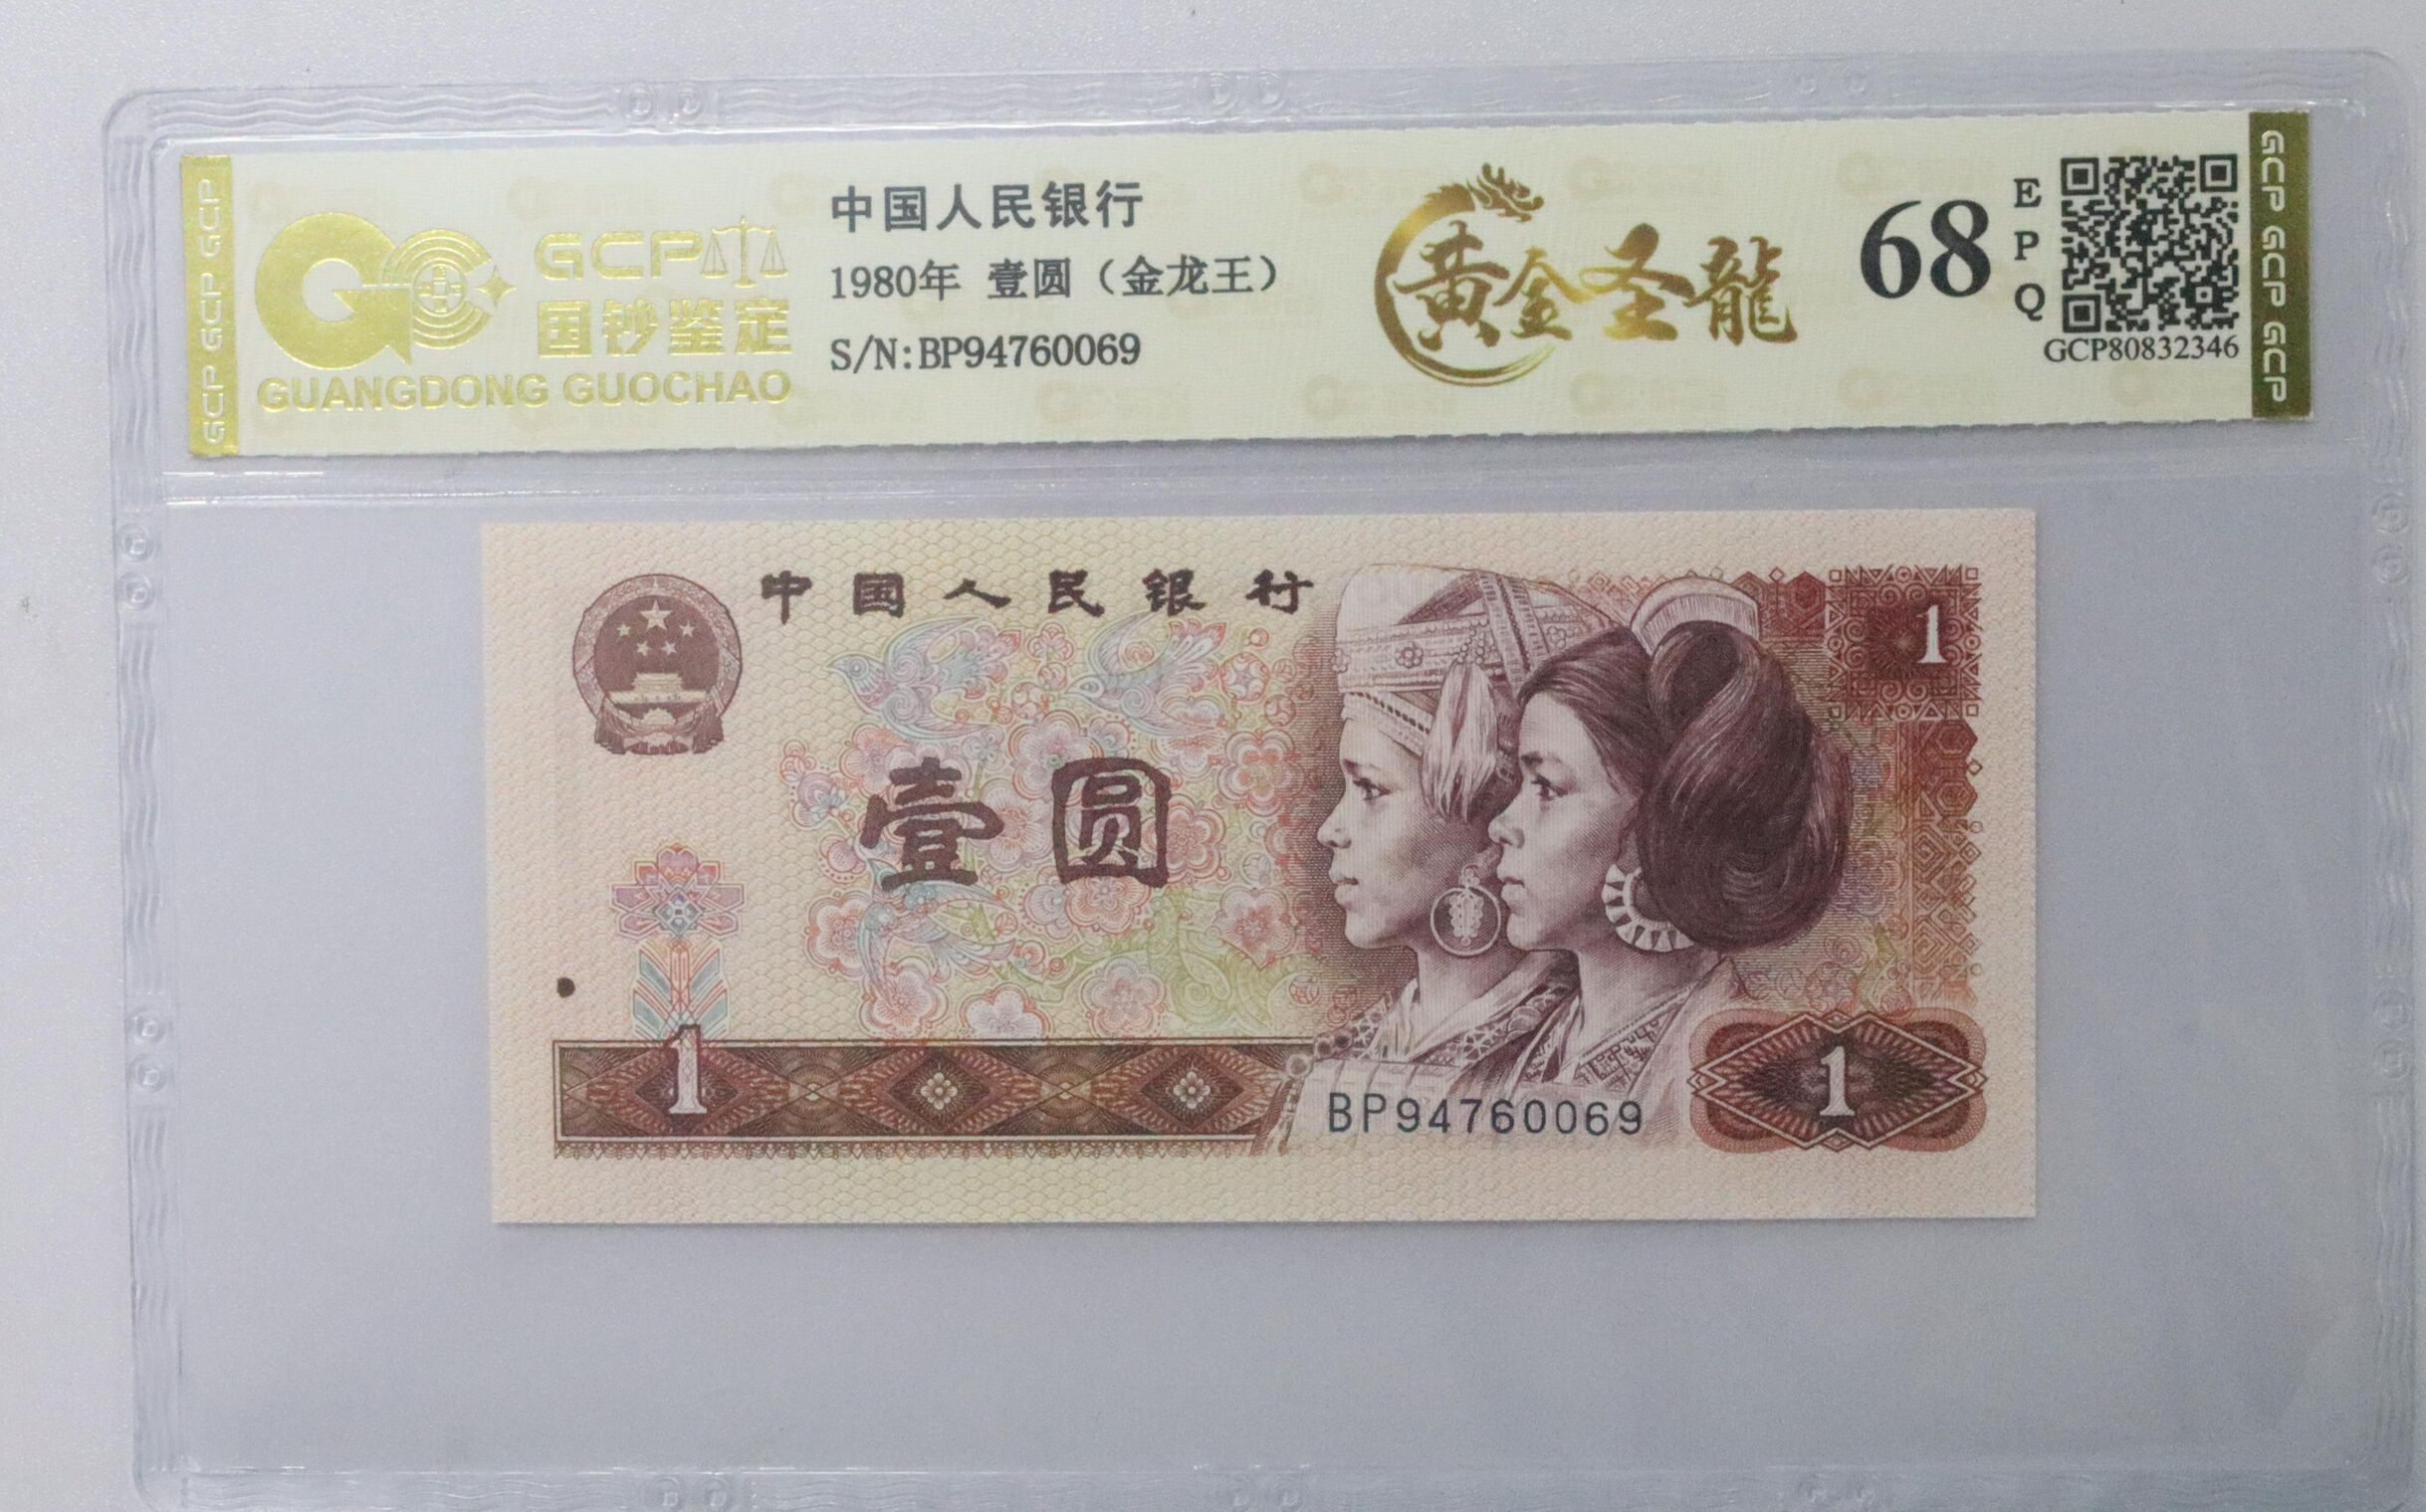 GCP GCP GCP
GCP
国钞鉴定
GUANGDONG GUOCHAO
中国人民银行
1980年 壹圆（金龙王）
S/N:BP94760069
黄金圣龍
68
E
P
Q
GCP80832346
GCP GCP GCP
中国人民银行
1
壹圆
1
BP94760069
1